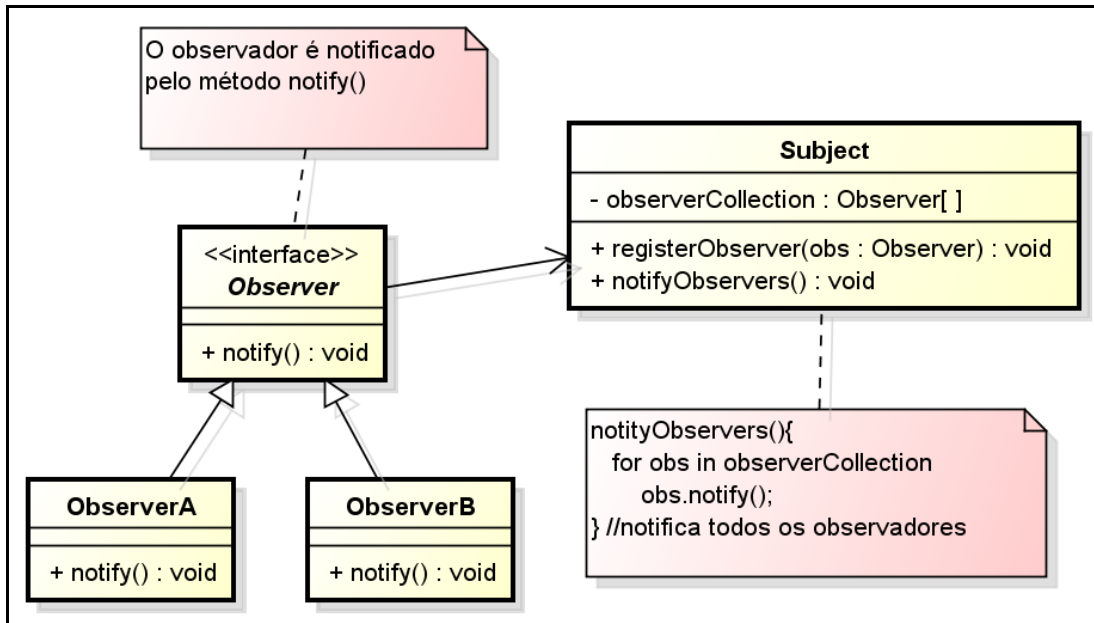 O observador é notificado
pelo método notify()
<<interface>>
Observer
+ notify() : void
ObserverA
+ notify() : void
ObserverB
+ notify() : void
Subject
- observerCollection : Observer[ ]
+ registerObserver(obs : Observer) : void
+ notifyObservers() : void
notityObservers(){
for obs in observerCollection
obs.notify();
} //notifica todos os observadores